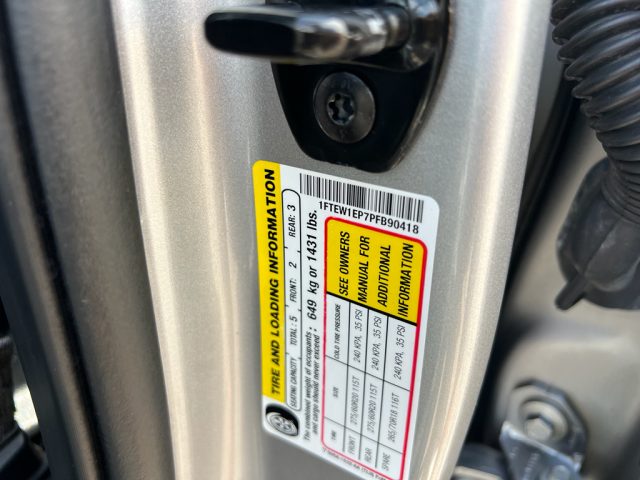 1FTEW1EP7PFB90418
TIRE AND LOADING INFORMATION
SEATING CAPACITY TOTAL: 5 FRONT: 2 REAR: 3
The combined weight of occupants and cargo should never exceed: 649 kg or 1431 lbs.
TIRE SIZE COLD TIRE PRESSURE
FRONT 275/60R20 115T 240 KPA, 35 PSI
REAR 275/60R20 115T 240 KPA, 35 PSI
SPARE 265/70R18 116T 240 KPA, 35 PSI
SEE OWNERS
MANUAL FOR
ADDITIONAL
INFORMATION